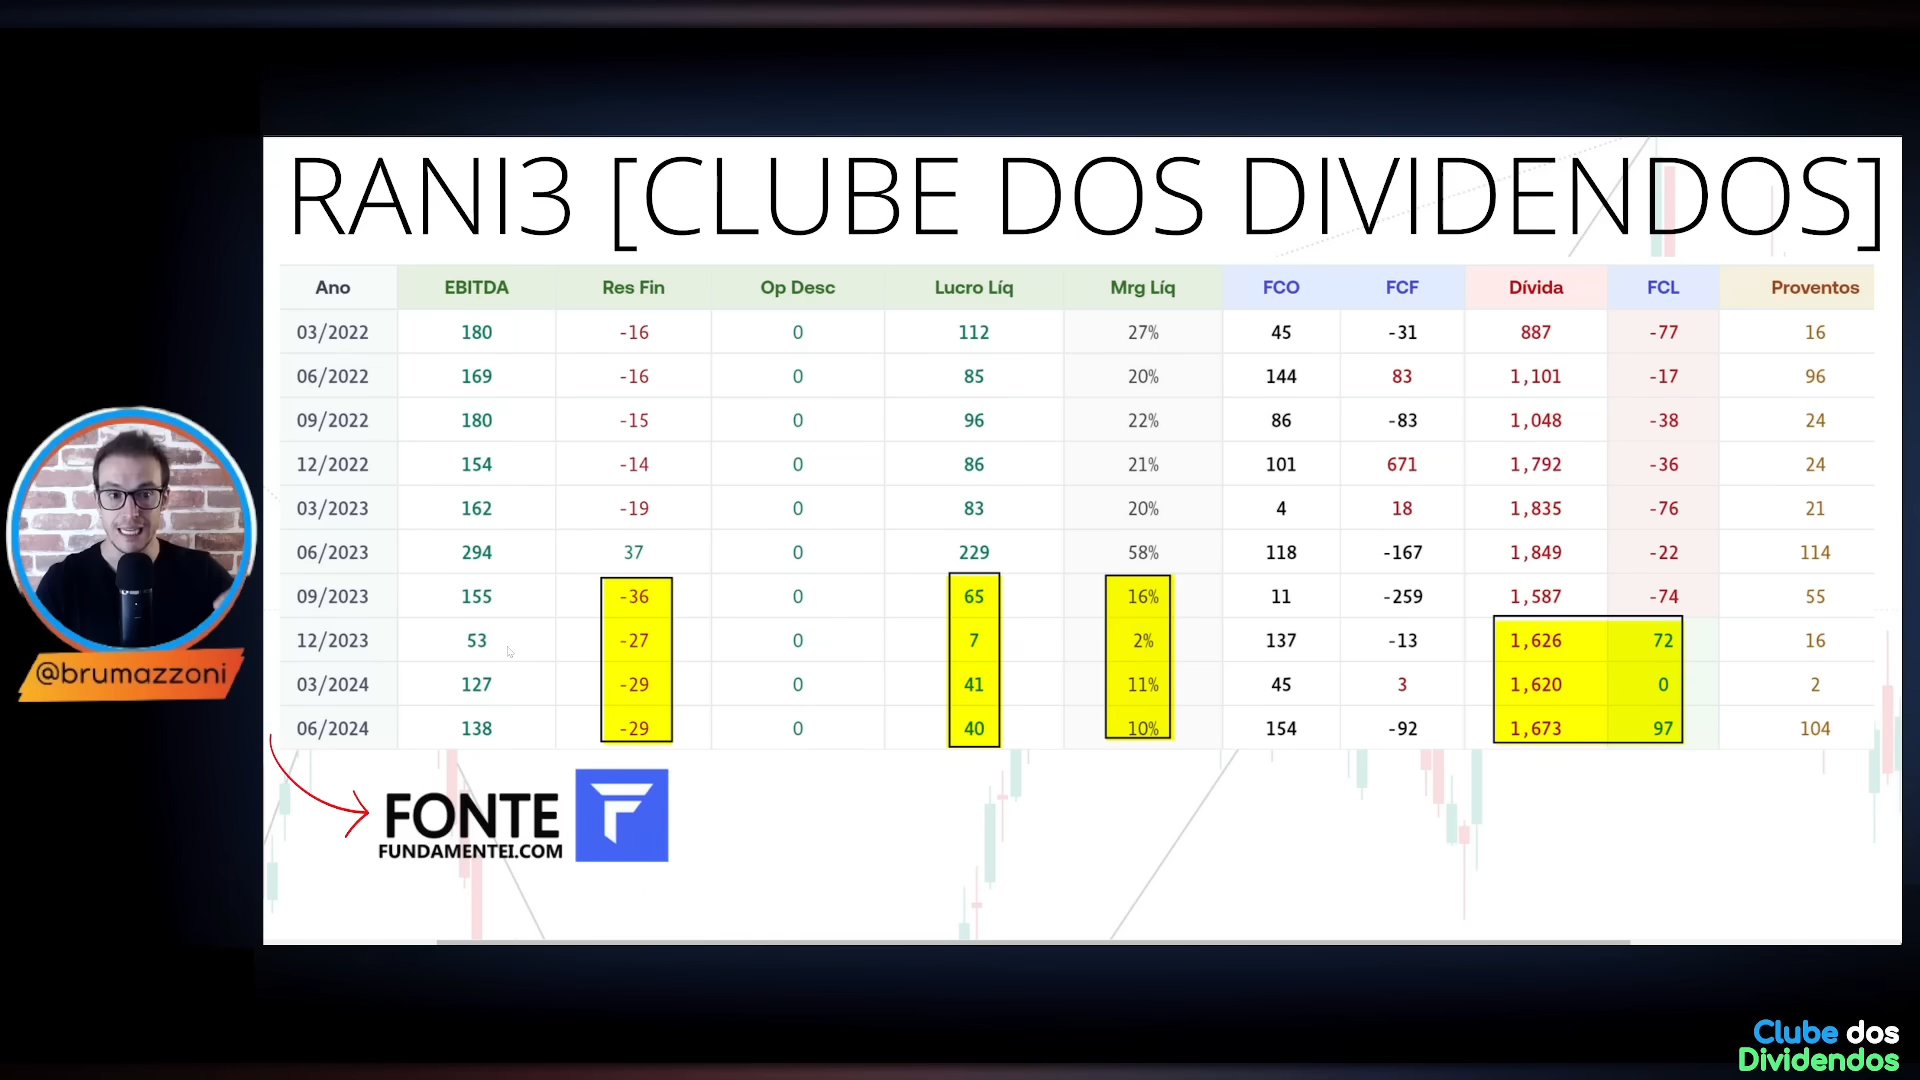 RANI3 [CLUBE DOS DIVIDENDOS]
Ano EBITDA Res Fin Op Desc Lucro Líq Mrg Líq FCO FCF Dívida FCL Proventos
03/2022 180 -16 0 112 27% 45 -31 887 -77 16
06/2022 169 -16 0 85 20% 144 83 1,101 -17 96
09/2022 180 -15 0 96 22% 86 -83 1,048 -38 24
12/2022 154 -14 0 86 21% 101 671 1,792 -36 24
03/2023 162 -19 0 83 20% 4 18 1,835 -76 21
06/2023 294 37 0 229 58% 118 -167 1,849 -22 114
09/2023 155 -36 0 65 16% 11 -259 1,587 -74 55
12/2023 53 -27 0 7 2% 137 -13 1,626 72 16
03/2024 127 -29 0 41 11% 45 3 1,620 0 2
06/2024 138 -29 0 40 10% 154 -92 1,673 97 104
@brumazzoni
FONTE
FUNDAMENTEI.COM
Clube dos
Dividendos